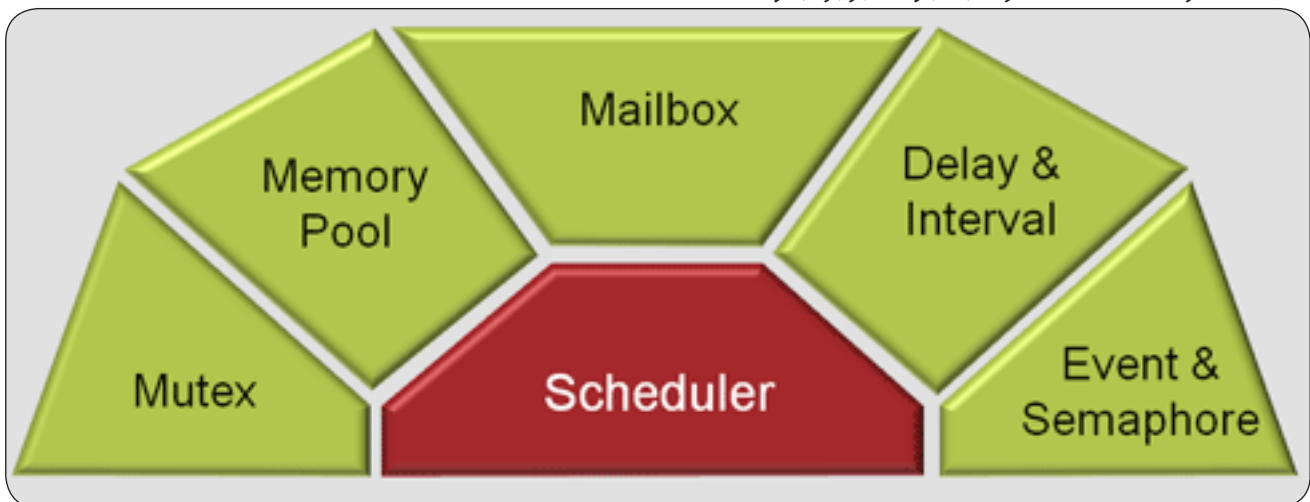 Mailbox
Memory
Pool
Delay &
Interval
Mutex
Scheduler
Event &
Semaphore